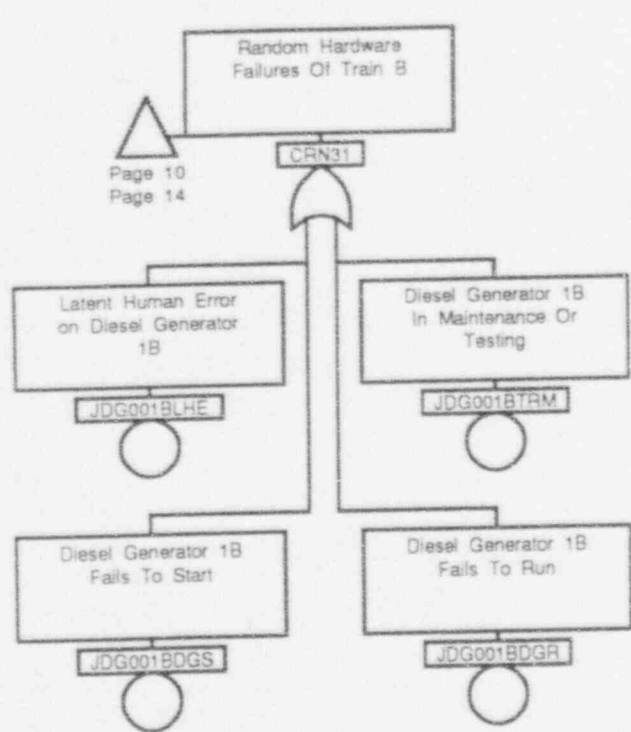 Random Hardware
Failures Of Train B
CRN31
Page 10
Page 14
Latent Human Error
on Diesel Generator
1B
JDG001BLHE
Diesel Generator 1B
In Maintenance Or
Testing
JDG001BTRM
Diesel Generator 1B
Fails To Start
JDG001BDGS
Diesel Generator 1B
Fails To Run
JDG001BDGR